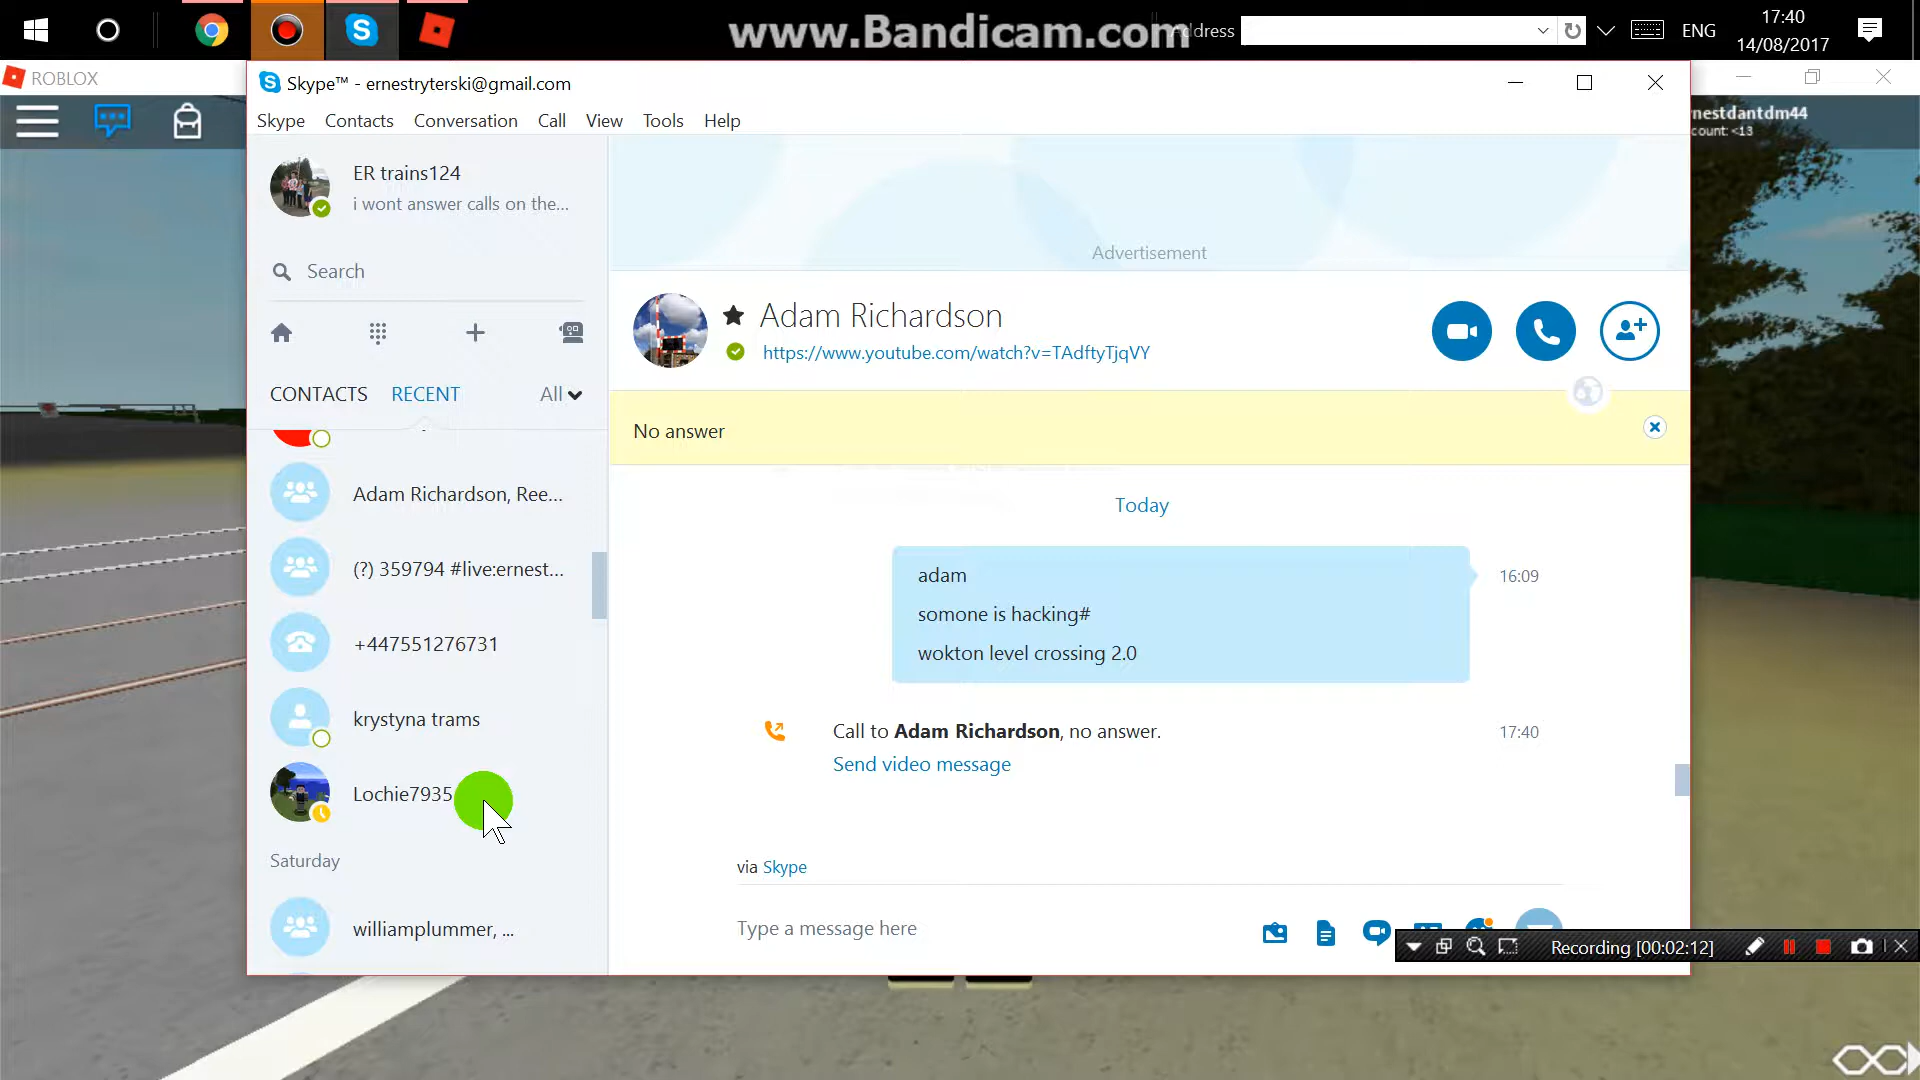 www.Bandicam.com
Address
ENG
17:40
14/08/2017
ROBLOX
Skype™ - ernestryterski@gmail.com
Skype Contacts Conversation Call View Tools Help
nestdantdm44
count: <13
ER trains124
i wont answer calls on the...
Search
CONTACTS RECENT All
Adam Richardson, Ree...
(?) 359794 #live:ernest...
+447551276731
krystyna trams
Lochie7935
Saturday
williamplummer, ...
Advertisement
Adam Richardson
https://www.youtube.com/watch?v=TAdftyTjqVY
No answer
Today
adam
16:09
somone is hacking#
wokton level crossing 2.0
Call to Adam Richardson, no answer.
17:40
Send video message
via Skype
Type a message here
Recording [00:02:12]